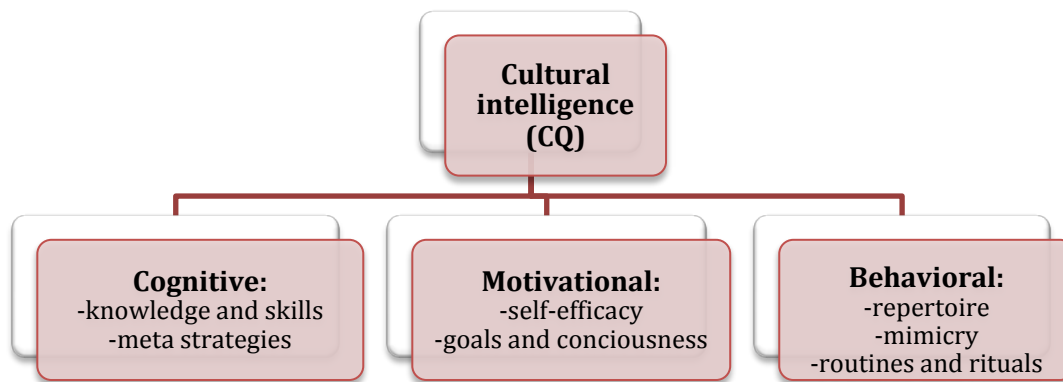 Cultural
intelligence
(CQ)
Cognitive:
-knowledge and skills
-meta strategies
Motivational:
-self-efficacy
-goals and conciousness
Behavioral:
-repertoire
-mimicry
-routines and rituals